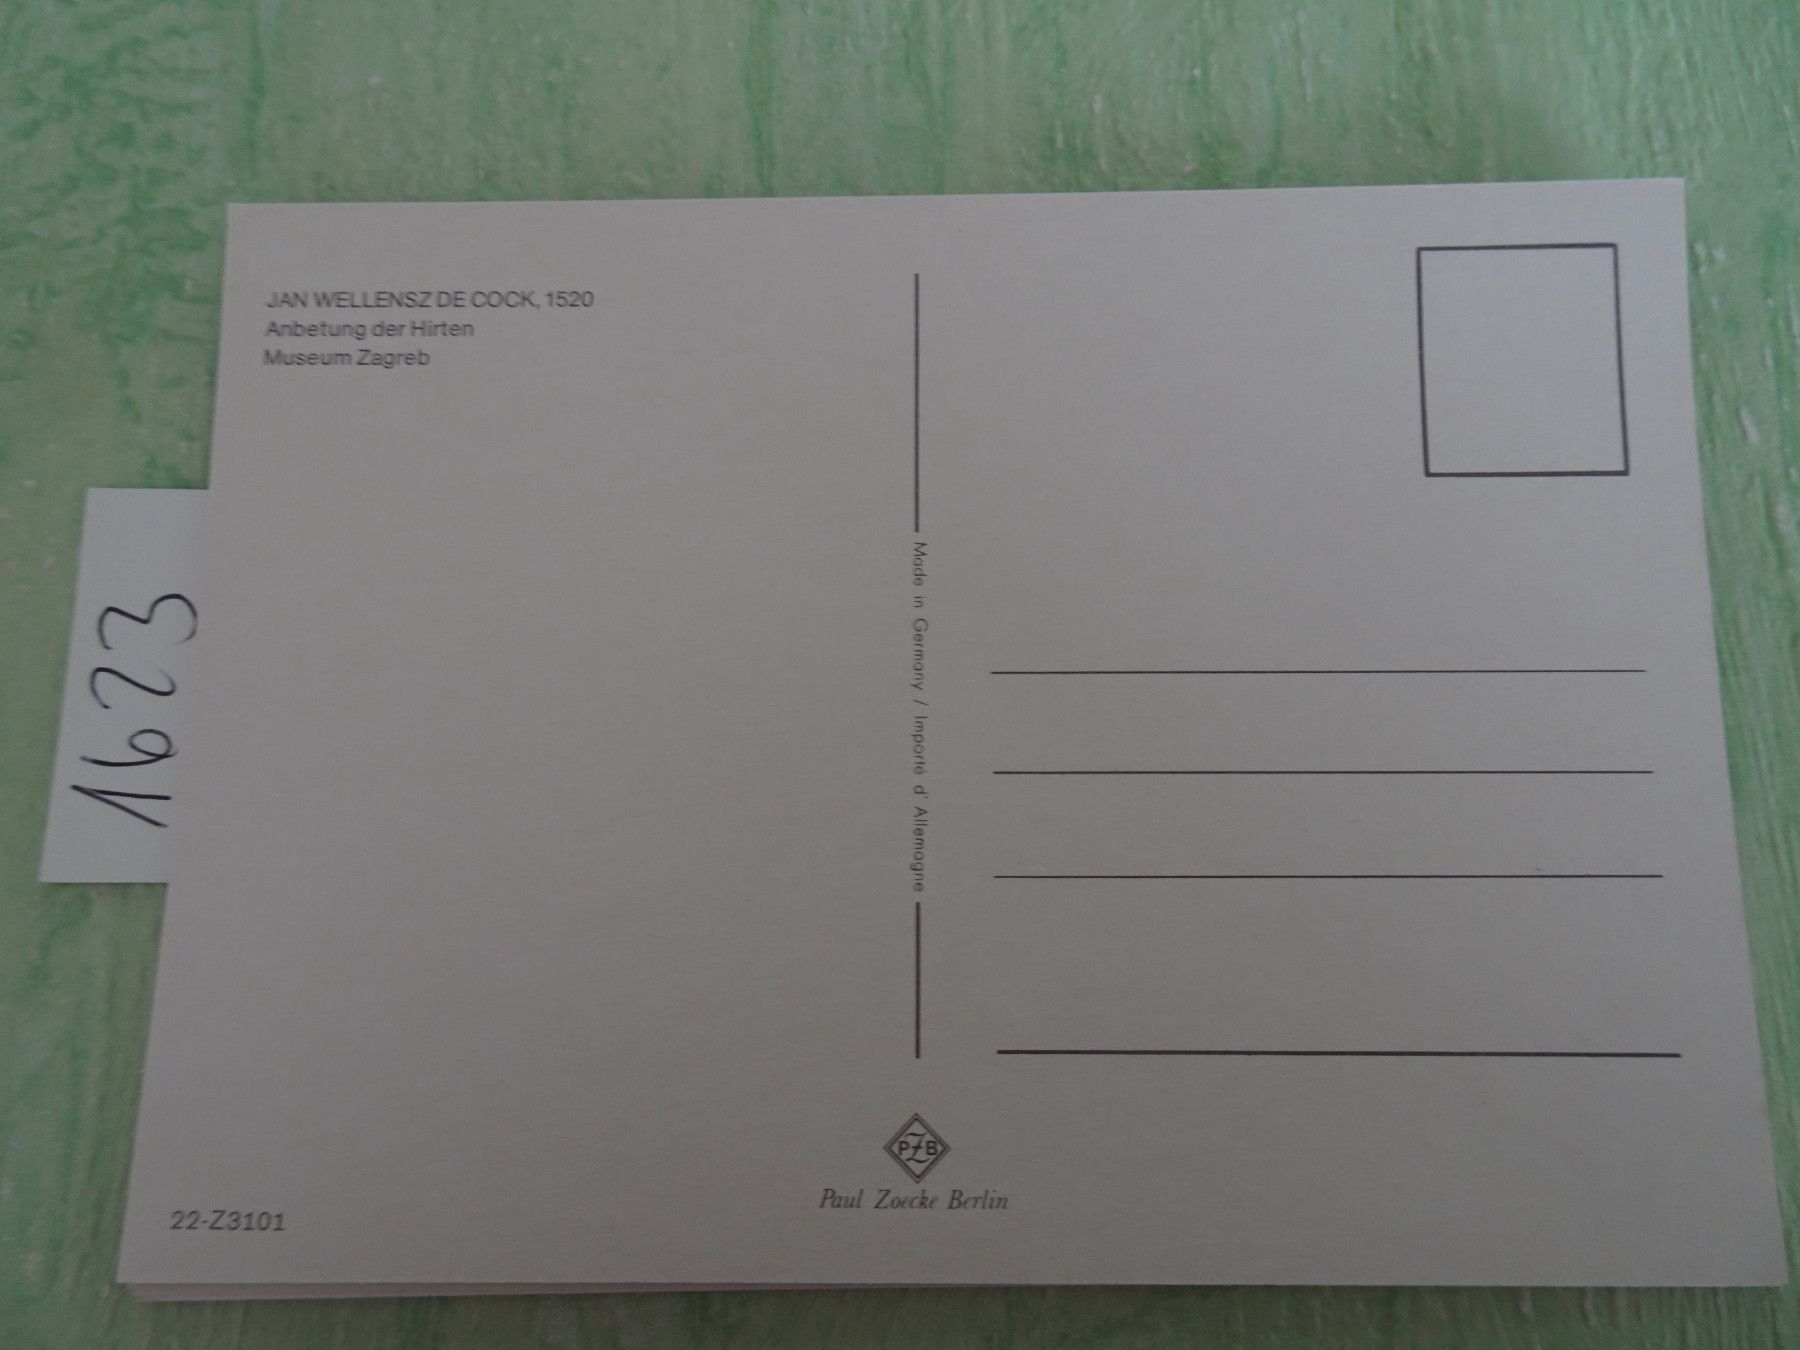 JAN WELLENSZ DE COCK, 1520
Anbetung der Hirten
Museum Zagreb
1623
Made in Germany / Importé d' Allemagne
PZB
Paul Zoecke Berlin
22-Z3101